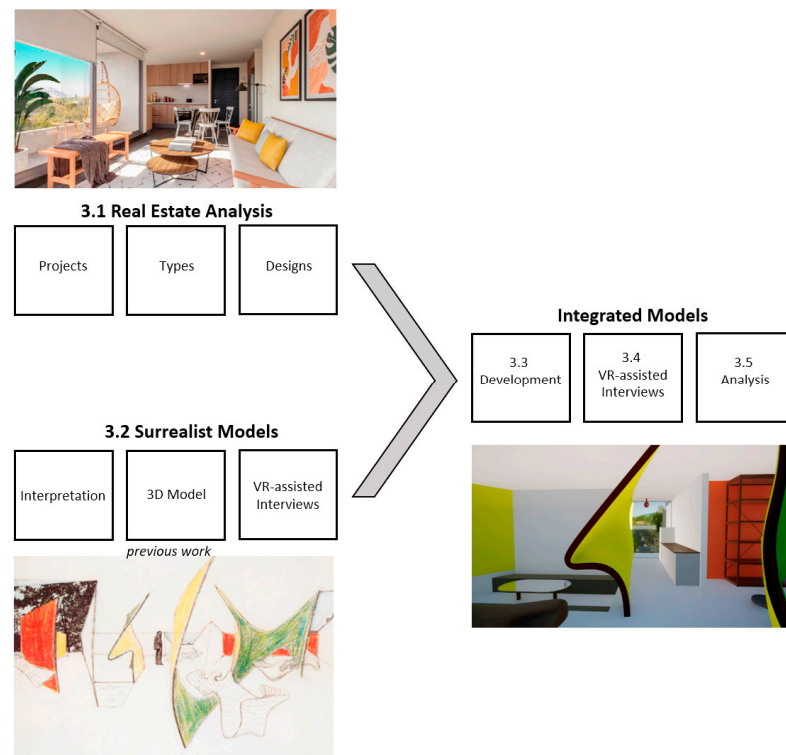 3.1 Real Estate Analysis
Projects
Types
Designs
3.2 Surrealist Models
Interpretation
3D Model
VR-assisted
Interviews
previous work
Integrated Models
3.3
Development
3.4
VR-assisted
Interviews
3.5
Analysis